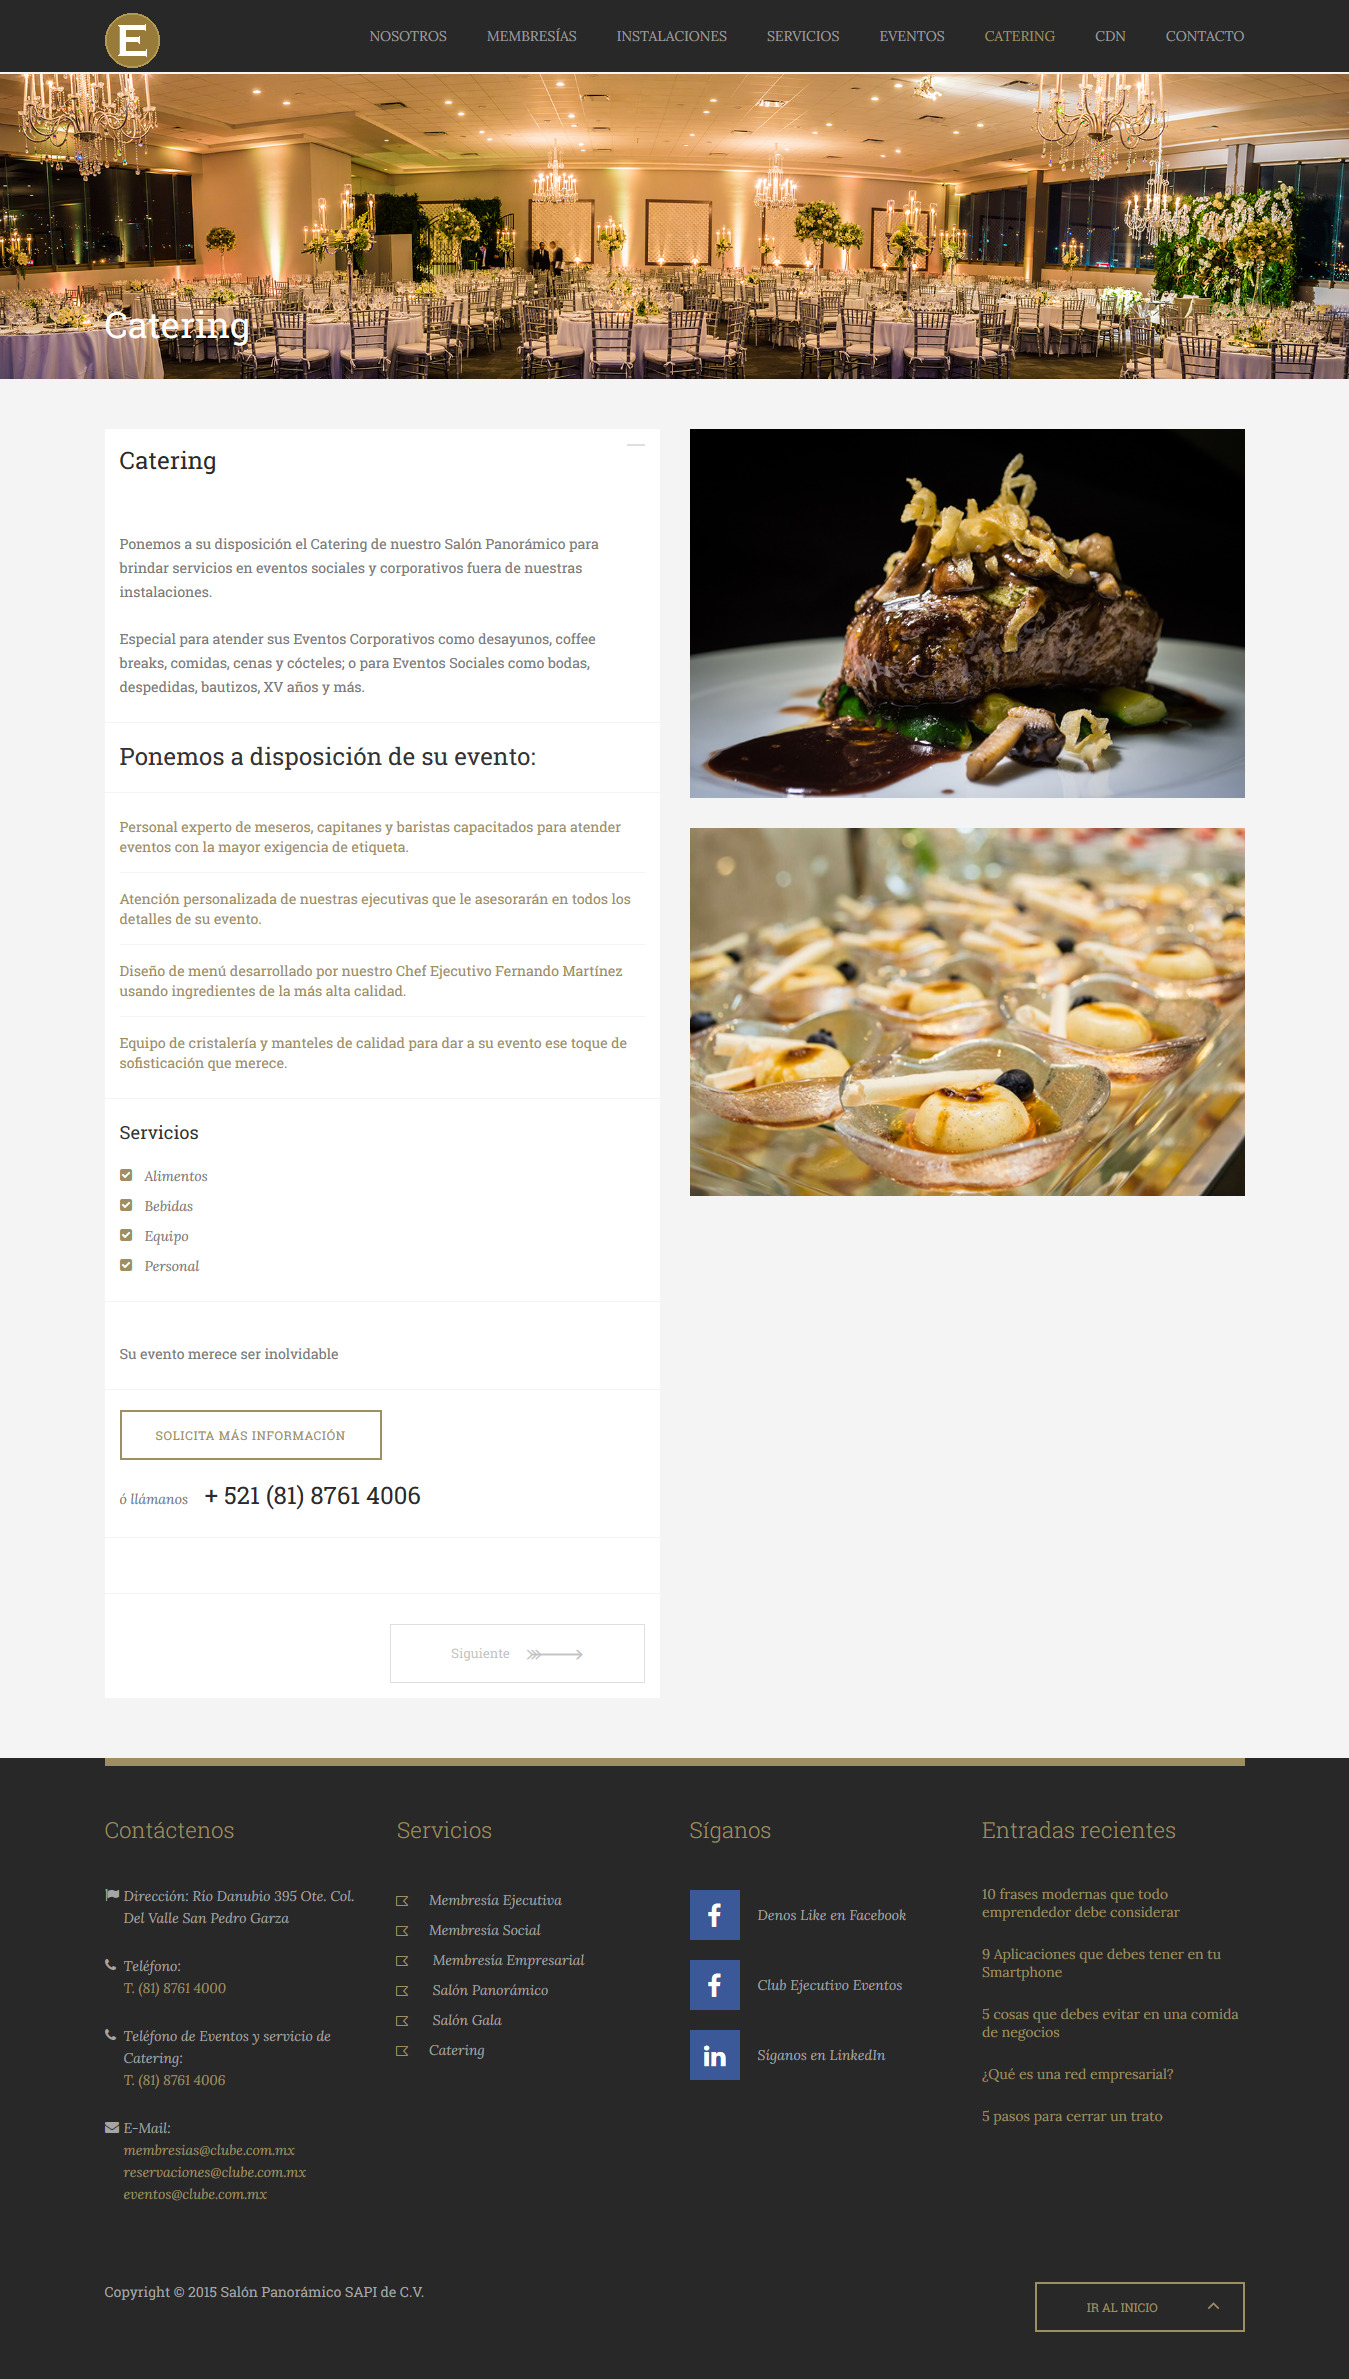 E
NOSOTROS
MEMBRESÍAS
INSTALACIONES
SERVICIOS
EVENTOS
CATERING
CDN
CONTACTO
Catering
Catering
Ponemos a su disposición el Catering de nuestro Salón Panorámico para
brindar servicios en eventos sociales y corporativos fuera de nuestras
instalaciones.
Especial para atender sus Eventos Corporativos como desayunos, coffee
breaks, comidas, cenas y cócteles; o para Eventos Sociales como bodas,
despedidas, bautizos, XV años y más.
Ponemos a disposición de su evento:
Personal experto de meseros, capitanes y baristas capacitados para atender
eventos con la mayor exigencia de etiqueta.
Atención personalizada de nuestras ejecutivas que le asesorarán en todos los
detalles de su evento.
Diseño de menú desarrollado por nuestro Chef Ejecutivo Fernando Martínez
usando ingredientes de la más alta calidad.
Equipo de cristalería y manteles de calidad para dar a su evento ese toque de
sofisticación que merece.
Servicios
Alimentos
Bebidas
Equipo
Personal
Su evento merece ser inolvidable
SOLICITA MÁS INFORMACIÓN
ó llámanos + 521 (81) 8761 4006
Siguiente
Contáctenos
Dirección: Río Danubio 395 Ote. Col.
Del Valle San Pedro Garza
Teléfono:
T. (81) 8761 4000
Teléfono de Eventos y servicio de
Catering:
T. (81) 8761 4006
E-Mail:
membresias@clube.com.mx
reservaciones@clube.com.mx
eventos@clube.com.mx
Servicios
Membresía Ejecutiva
Membresía Social
Membresía Empresarial
Salón Panorámico
Salón Gala
Catering
Síganos
Denos Like en Facebook
Club Ejecutivo Eventos
Síganos en LinkedIn
Entradas recientes
10 frases modernas que todo
emprendedor debe considerar
9 Aplicaciones que debes tener en tu
Smartphone
5 cosas que debes evitar en una comida
de negocios
¿Qué es una red empresarial?
5 pasos para cerrar un trato
Copyright © 2015 Salón Panorámico SAPI de C.V.
IR AL INICIO